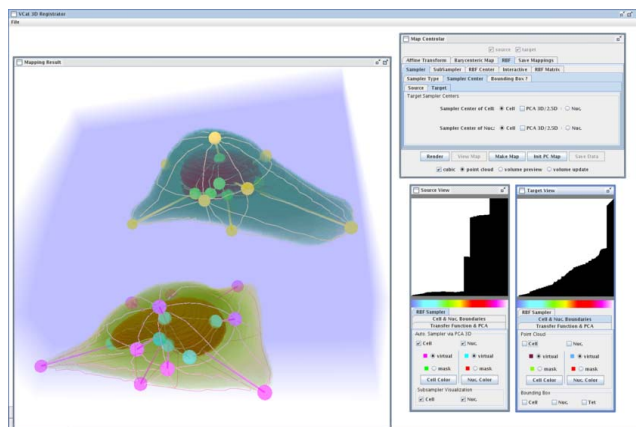 VCat 3D Registrator
File
Mapping Result
Map Controlar
source target
Affine Transform Barycentric Map RBF Save Mappings
Sampler SubSampler RBF Center Interactive RBF Matrix
Sampler Type Sampler Center Bounding Box ?
Source Target
Target Sampler Centers
Sampler Center of Cell: Cell PCA 3D/2.5D - Nuc.
Sampler Center of Nuc: Cell PCA 3D/2.5D - Nuc.
Render View Map Make Map Init PC Map Save Data
cubic point cloud volume preview volume update
Source View
RBF Sampler
Cell & Nuc. Boundaries
Transfer Function & PCA
Auto. Sampler via PCA 3D
Cell Nuc.
virtual virtual
mask mask
Cell Color Nuc. Color
Subsampler Visualization
Cell Nuc.
Target View
RBF Sampler
Cell & Nuc. Boundaries
Transfer Function & PCA
Point Cloud
Cell Nuc.
virtual virtual
mask mask
Cell Color Nuc. Color
Bounding Box
Cell Nuc. Tet